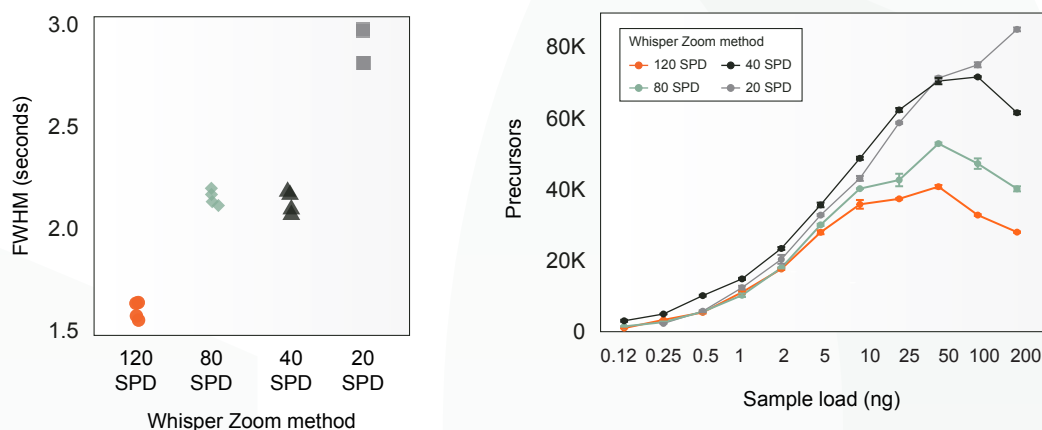 FWHM (seconds)
3.0
2.5
2.0
1.5
120
SPD
80
SPD
40
SPD
20
SPD
Whisper Zoom method
Precursors
80K
60K
40K
20K
0
Whisper Zoom method
120 SPD
40 SPD
80 SPD
20 SPD
0.12 0.25 0.5 1 2 5 10 25 50 100 200
Sample load (ng)